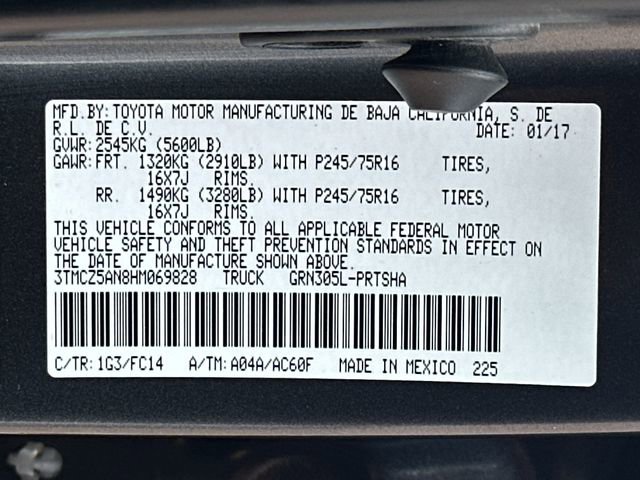 MFD.BY:TOYOTA MOTOR MANUFACTURING DE BAJA CALIFORNIA, S. DE
R.L. DE C.V. DATE: 01/17
GVWR:2545KG (5600LB)
GAWR:FRT. 1320KG (2910LB) WITH P245/75R16 TIRES,
16X7J RIMS.
RR. 1490KG (3280LB) WITH P245/75R16 TIRES,
16X7J RIMS.
THIS VEHICLE CONFORMS TO ALL APPLICABLE FEDERAL MOTOR
VEHICLE SAFETY AND THEFT PREVENTION STANDARDS IN EFFECT ON
THE DATE OF MANUFACTURE SHOWN ABOVE.
3TMCZ5AN8HM069828 TRUCK GRN305L-PRTSHA
C/TR:1G3/FC14 A/TM:A04A/AC60F MADE IN MEXICO 225